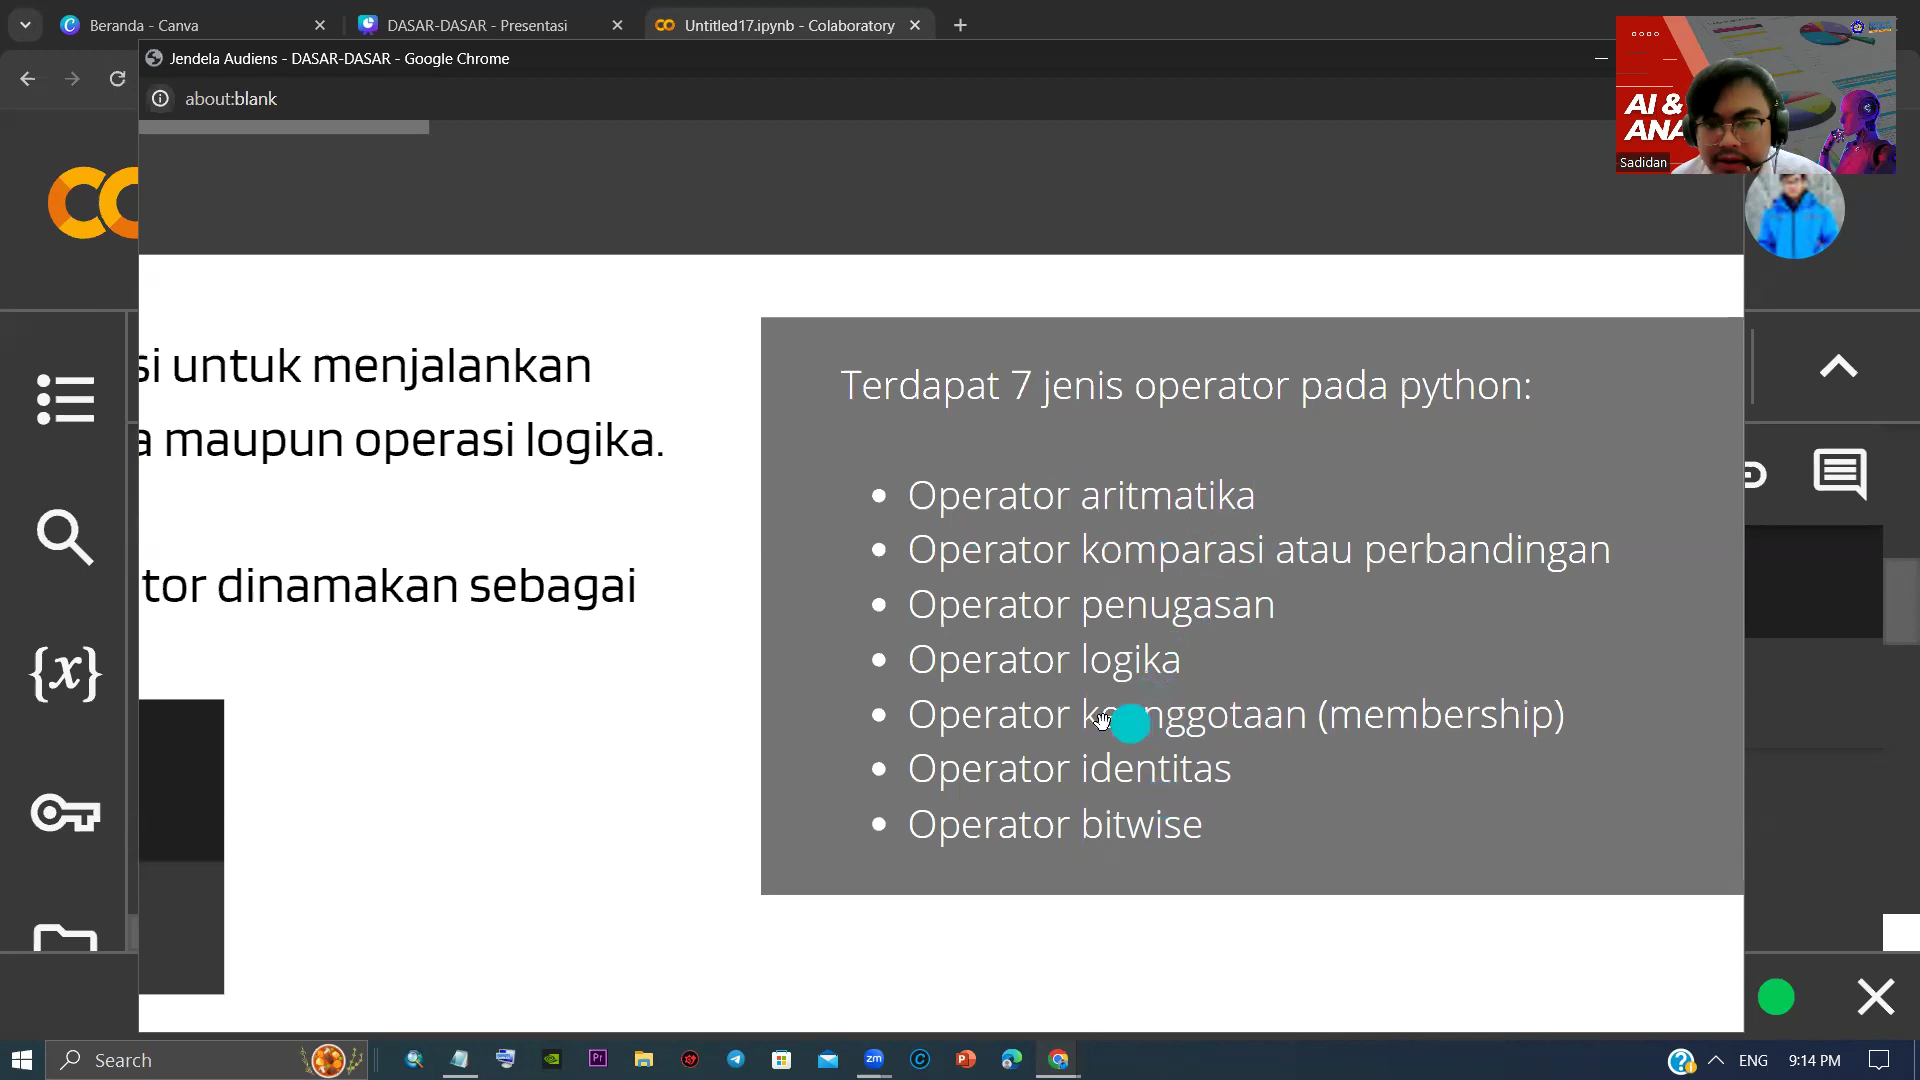 Beranda - Canva
DASAR-DASAR - Presentasi
Untitled17.ipynb - Colaboratory
Jendela Audiens - DASAR-DASAR - Google Chrome
about:blank
AI &
ANA
Sadidan
si untuk menjalankan
a maupun operasi logika.
tor dinamakan sebagai
Terdapat 7 jenis operator pada python:
• Operator aritmatika
• Operator komparasi atau perbandingan
• Operator penugasan
• Operator logika
• Operator k nggotaan (membership)
• Operator identitas
• Operator bitwise
{x}
Search
Pr
zm
ENG
9:14 PM